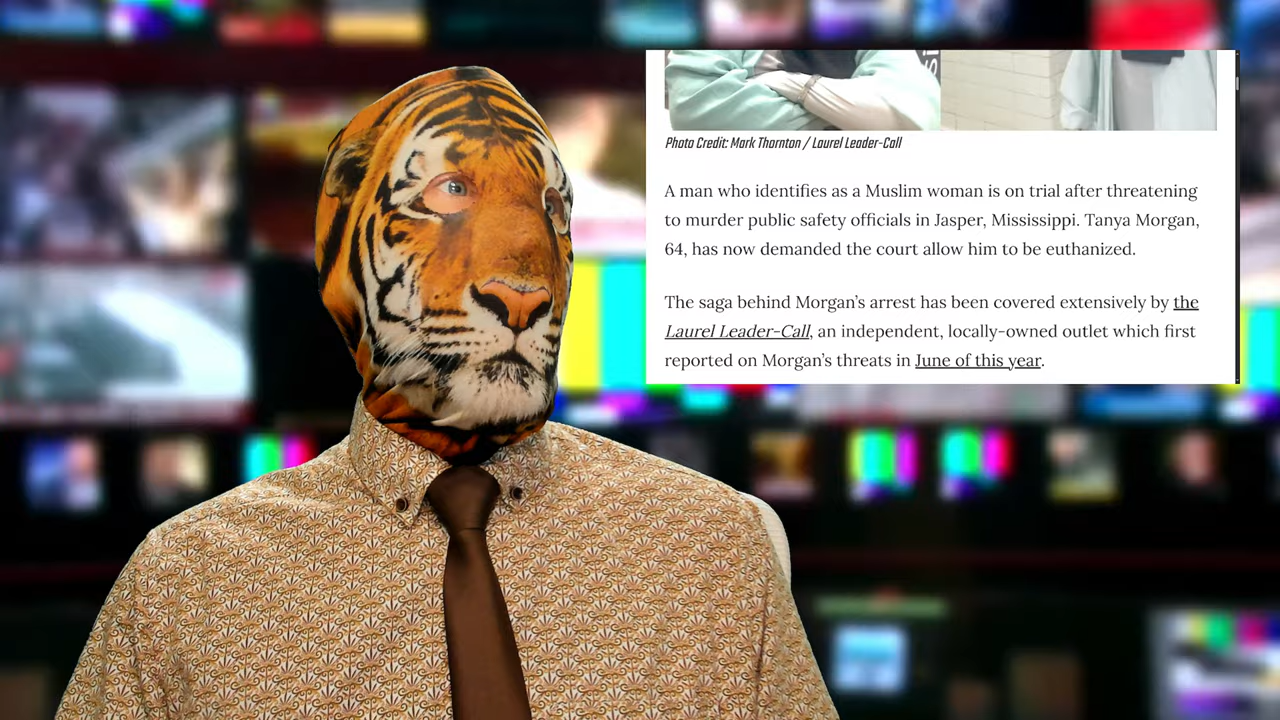 Photo Credit: Mark Thornton / Laurel Leader-Call
A man who identifies as a Muslim woman is on trial after threatening
to murder public safety officials in Jasper, Mississippi. Tanya Morgan,
64, has now demanded the court allow him to be euthanized.
The saga behind Morgan’s arrest has been covered extensively by the
Laurel Leader-Call, an independent, locally-owned outlet which first
reported on Morgan’s threats in June of this year.